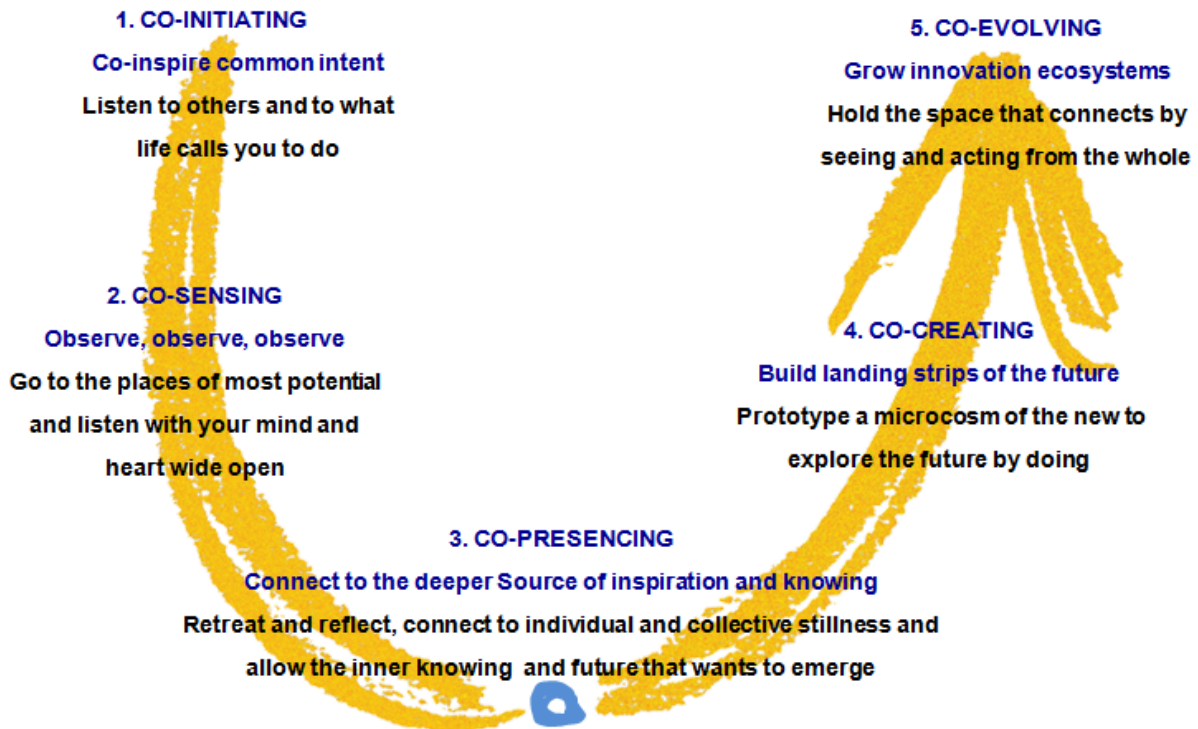 1. CO-INITIATING
Co-inspire common intent
Listen to others and to what
life calls you to do
2. CO-SENSING
Observe, observe, observe
Go to the places of most potential
and listen with your mind and
heart wide open
3. CO-PRESENCING
Connect to the deeper Source of inspiration and knowing
Retreat and reflect, connect to individual and collective stillness and
allow the inner knowing and future that wants to emerge
4. CO-CREATING
Build landing strips of the future
Prototype a microcosm of the new to
explore the future by doing
5. CO-EVOLVING
Grow innovation ecosystems
Hold the space that connects by
seeing and acting from the whole